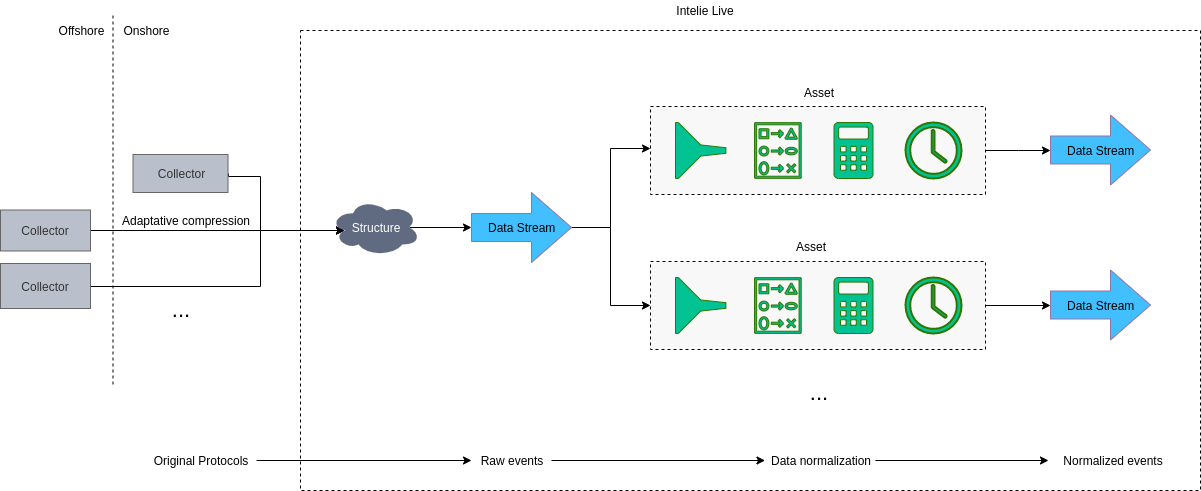 Intelie Live
Offshore
Onshore
Asset
Collector
Data Stream
Adaptative compression
Collector
Structure
Data Stream
Asset
Collector
Data Stream
...
...
Original Protocols
Raw events
Data normalization
Normalized events